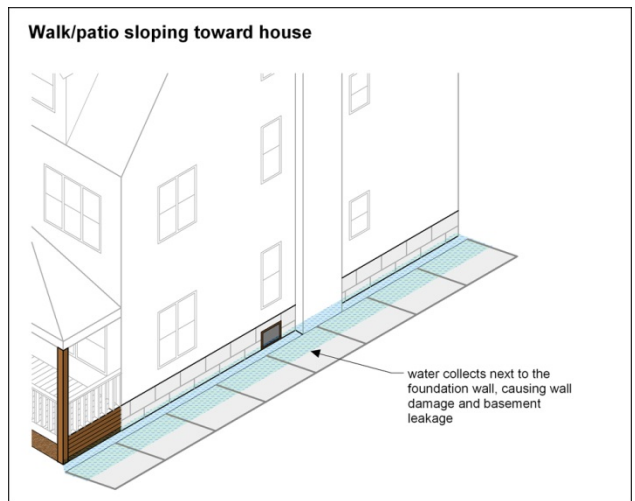 Walk/patio sloping toward house
water collects next to the
foundation wall, causing wall
damage and basement
leakage